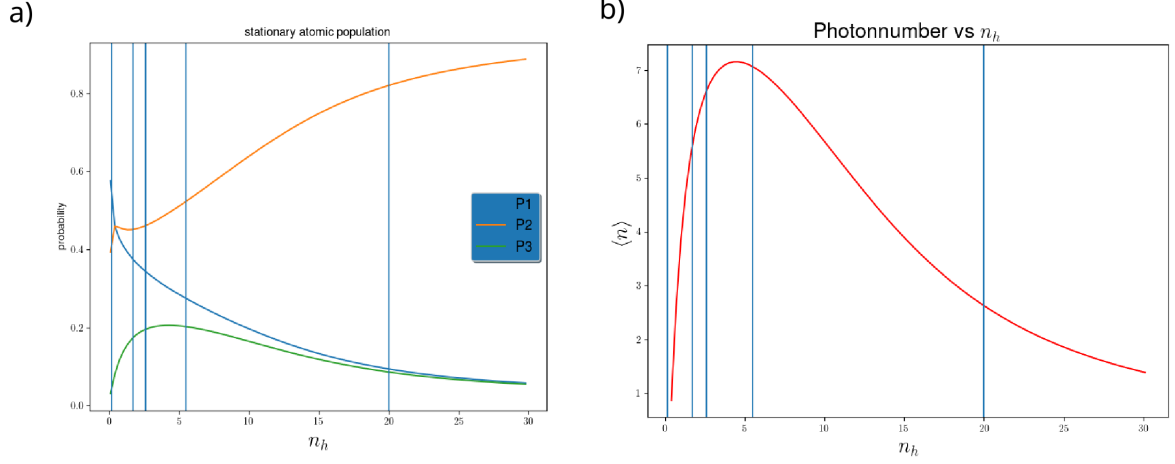 a)
stationary atomic population
probability
0.8
0.6
0.4
0.2
0.0
0 5 10 15 20 25 30
n_h
P1
P2
P3
b)
Photonnumber vs n_h
⟨n⟩
7
6
5
4
3
2
1
0 5 10 15 20 25 30
n_h